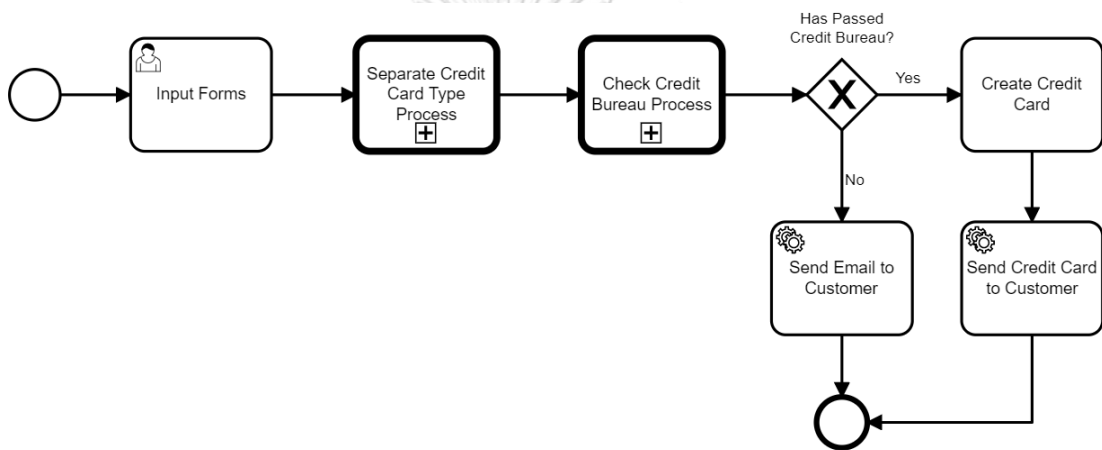 Input Forms
Separate Credit
Card Type
Process
Check Credit
Bureau Process
Has Passed
Credit Bureau?
Yes
Create Credit
Card
No
Send Email to
Customer
Send Credit Card
to Customer